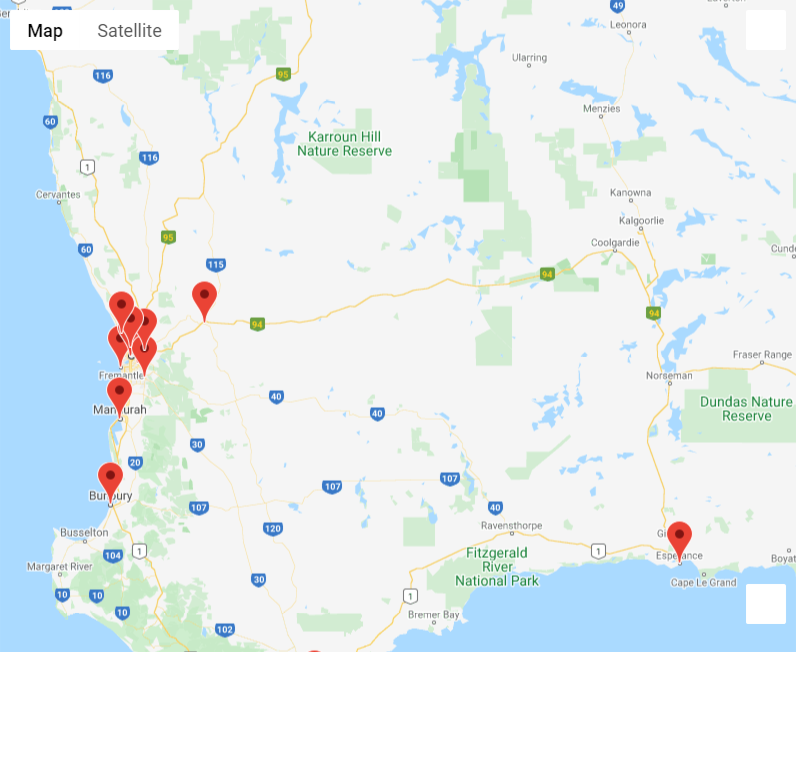 49
Map
Satellite
Leonora
Ularring
95
116
60
Menzies
Karroun Hill
Nature Reserve
116
1
Cervantes
Kanowna
Kalgoorlie
Coolgardie
95
60
115
94
94
94
Fraser Range
Fremantle
Norseman
40
Dundas Nature
Reserve
40
Mandurah
30
20
107
107
Bunbury
107
40
120
Busselton
Ravensthorpe
104
1
1
Fitzgerald
River
National Park
Esperance
Margaret River
30
Cape Le Grand
10
10
1
10
Bremer Bay
102